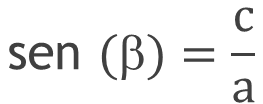 sen (β) = c/a